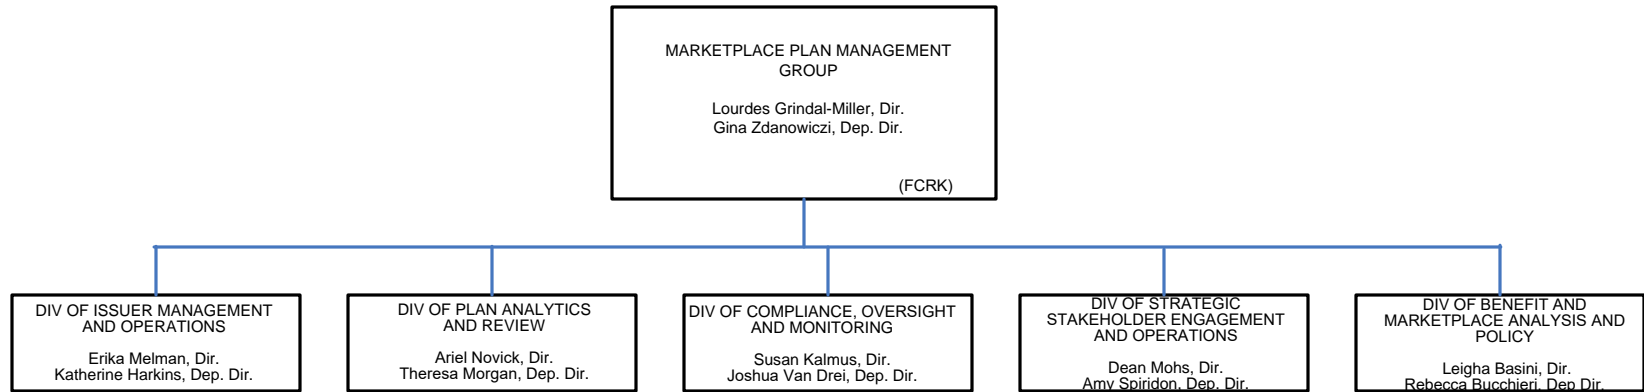 MARKETPLACE PLAN MANAGEMENT
GROUP
Lourdes Grindal-Miller, Dir.
Gina Zdanowiczi, Dep. Dir.
(FCRK)
DIV OF ISSUER MANAGEMENT
AND OPERATIONS
Erika Melman, Dir.
Katherine Harkins, Dep. Dir.
DIV OF PLAN ANALYTICS
AND REVIEW
Ariel Novick, Dir.
Theresa Morgan, Dep. Dir.
DIV OF COMPLIANCE, OVERSIGHT
AND MONITORING
Susan Kalmus, Dir.
Joshua Van Drei, Dep. Dir.
DIV OF STRATEGIC
STAKEHOLDER ENGAGEMENT
AND OPERATIONS
Dean Mohs, Dir.
Amy Spiridon, Dep. Dir.
DIV OF BENEFIT AND
MARKETPLACE ANALYSIS AND
POLICY
Leigha Basini, Dir.
Rebecca Bucchieri, Dep Dir.